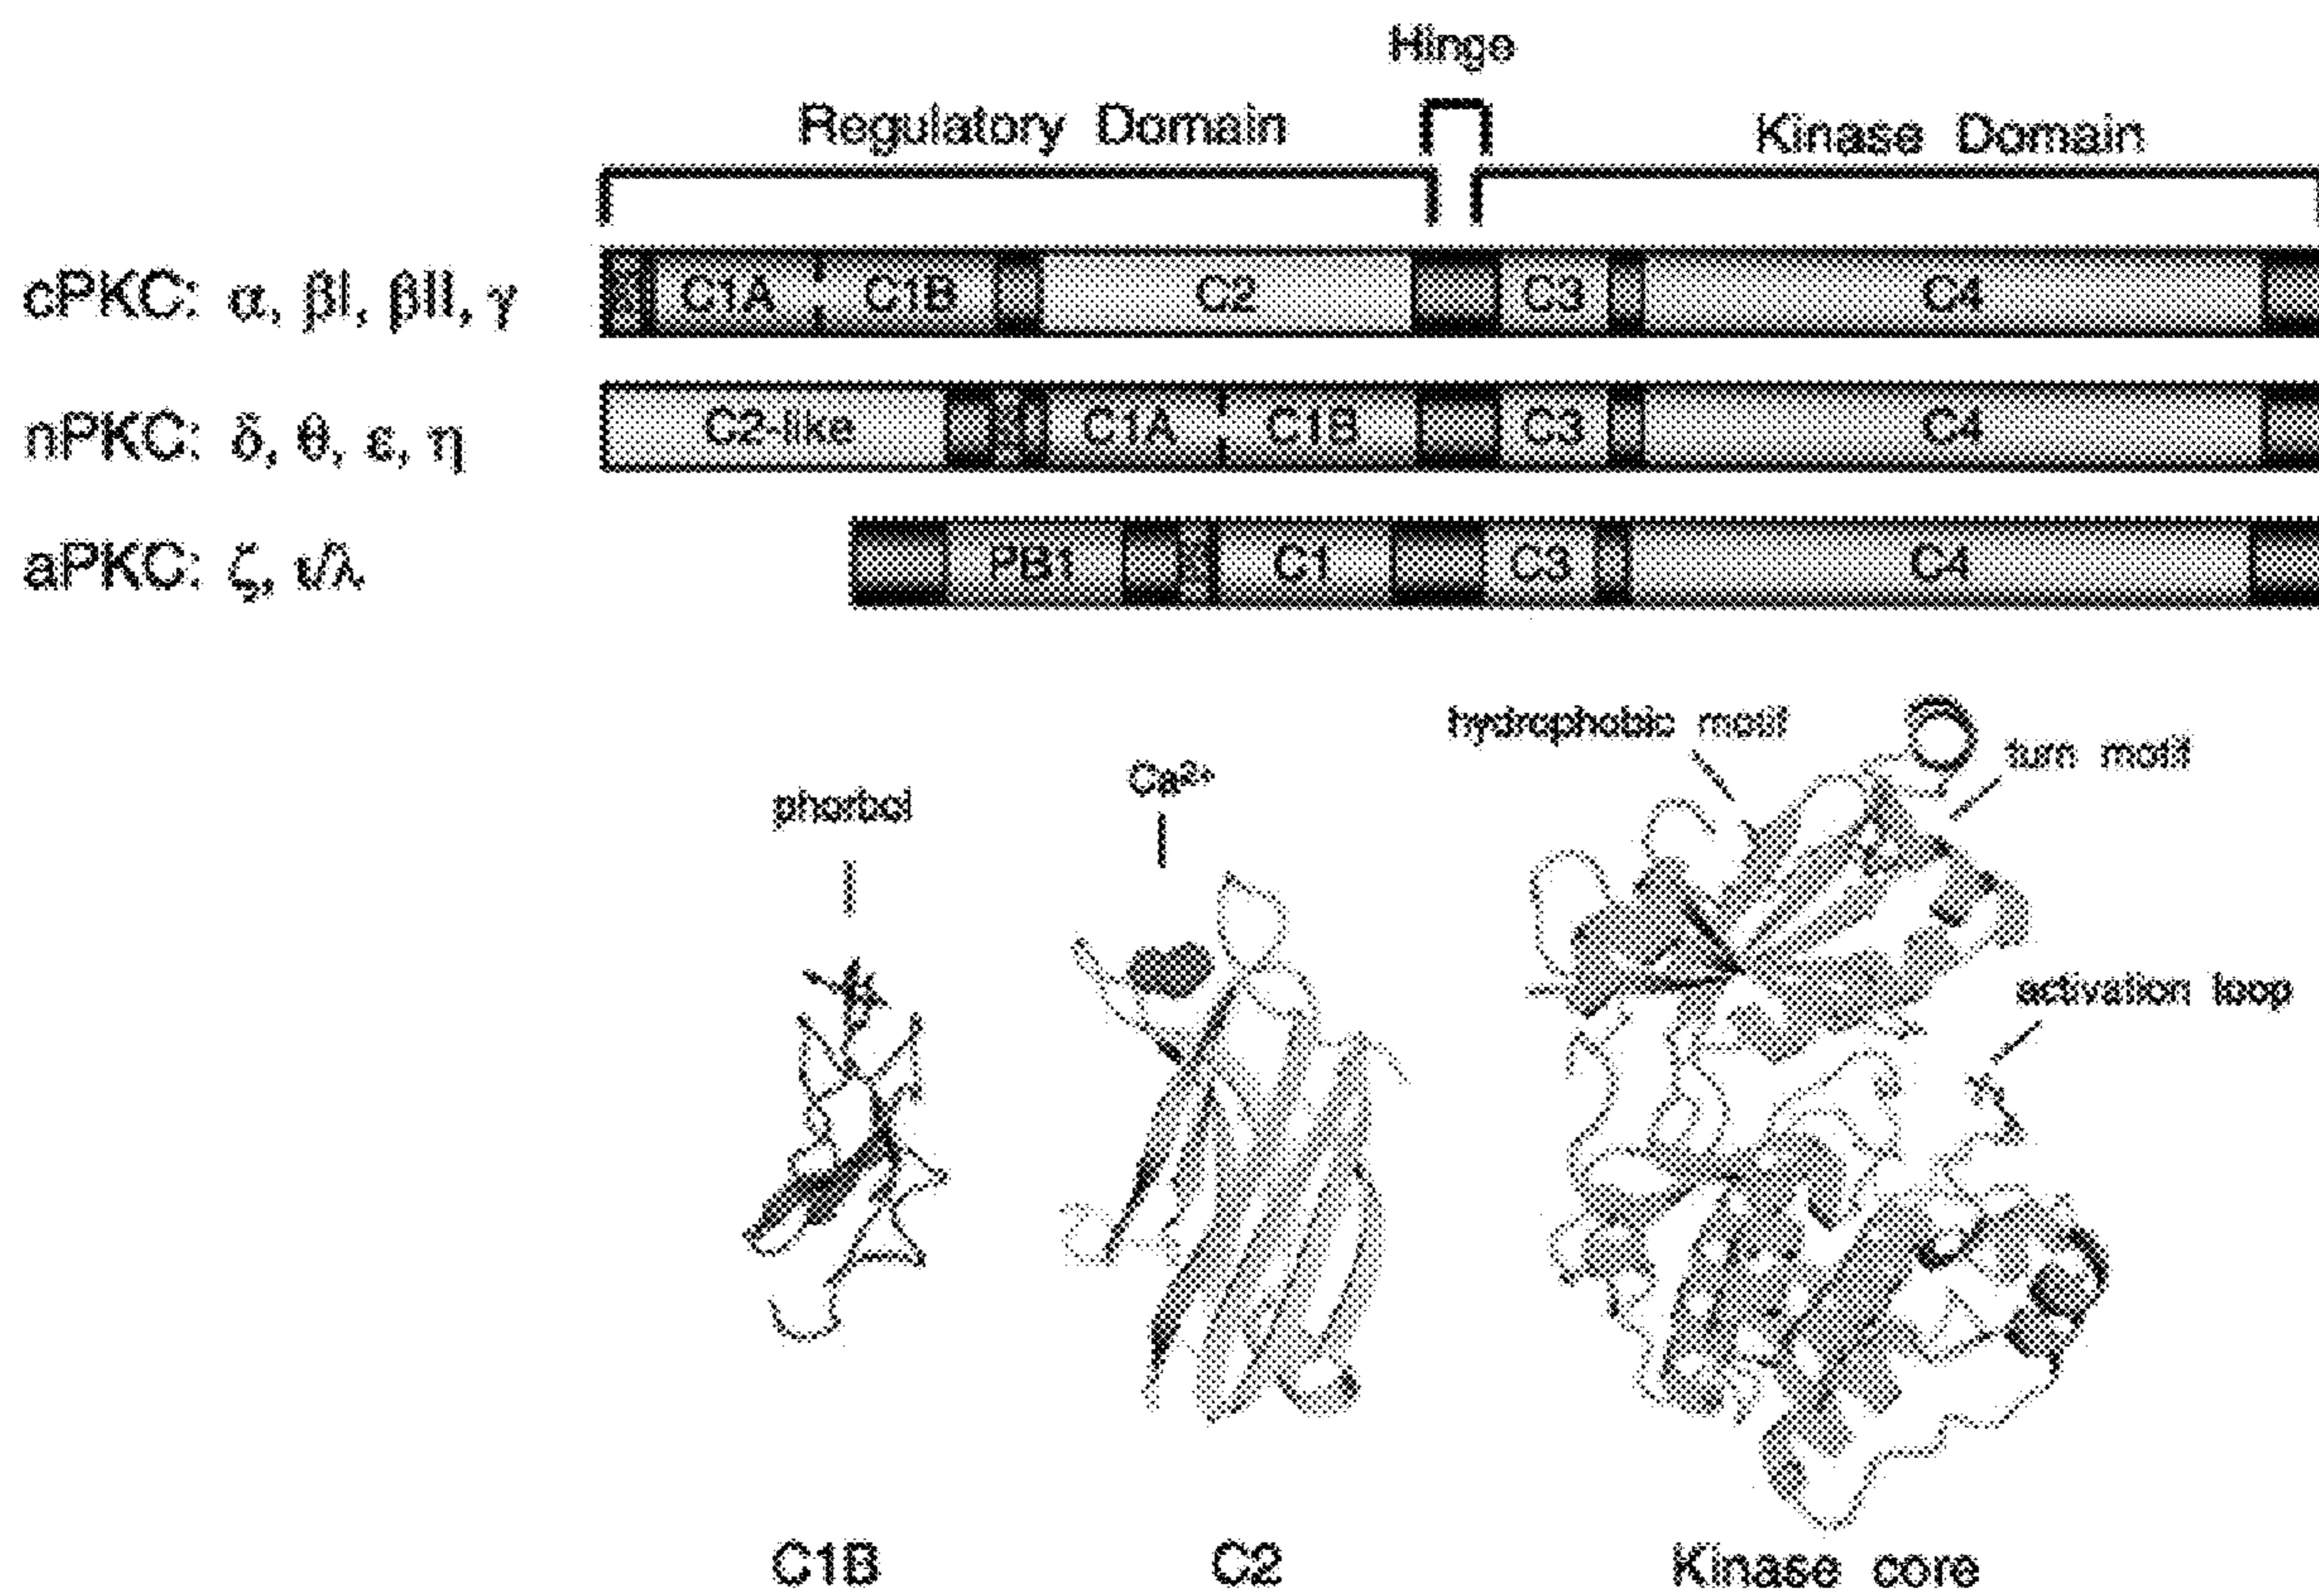 Hinge
Regulatory Domain
Kinase Domain
cPKC: α, βI, βII, γ
C1A
C1B
C2
C3
C4
nPKC: δ, θ, ε, η
C2-like
C1A
C1B
C3
C4
aPKC: ζ, ι/λ
PB1
C1
C3
C4
hydrophobic motif
turn motif
phorbol
Ca²⁺
activation loop
C1B
C2
Kinase core